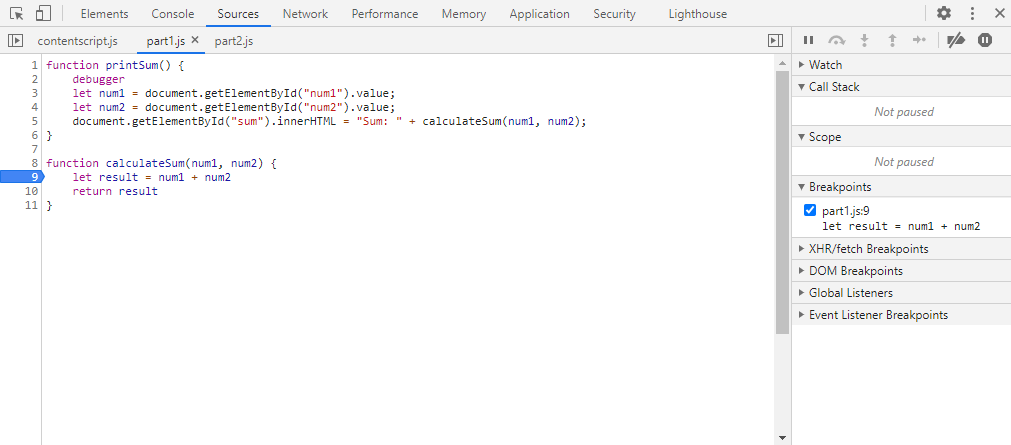 Elements Console Sources Network Performance Memory Application Security Lighthouse
contentscript.js part1.js × part2.js
1 function printSum() {
2     debugger
3     let num1 = document.getElementById("num1").value;
4     let num2 = document.getElementById("num2").value;
5     document.getElementById("sum").innerHTML = "Sum: " + calculateSum(num1, num2);
6 }
7
8 function calculateSum(num1, num2) {
9     let result = num1 + num2
10     return result
11 }
Watch
Call Stack
Not paused
Scope
Not paused
Breakpoints
part1.js:9
let result = num1 + num2
XHR/fetch Breakpoints
DOM Breakpoints
Global Listeners
Event Listener Breakpoints